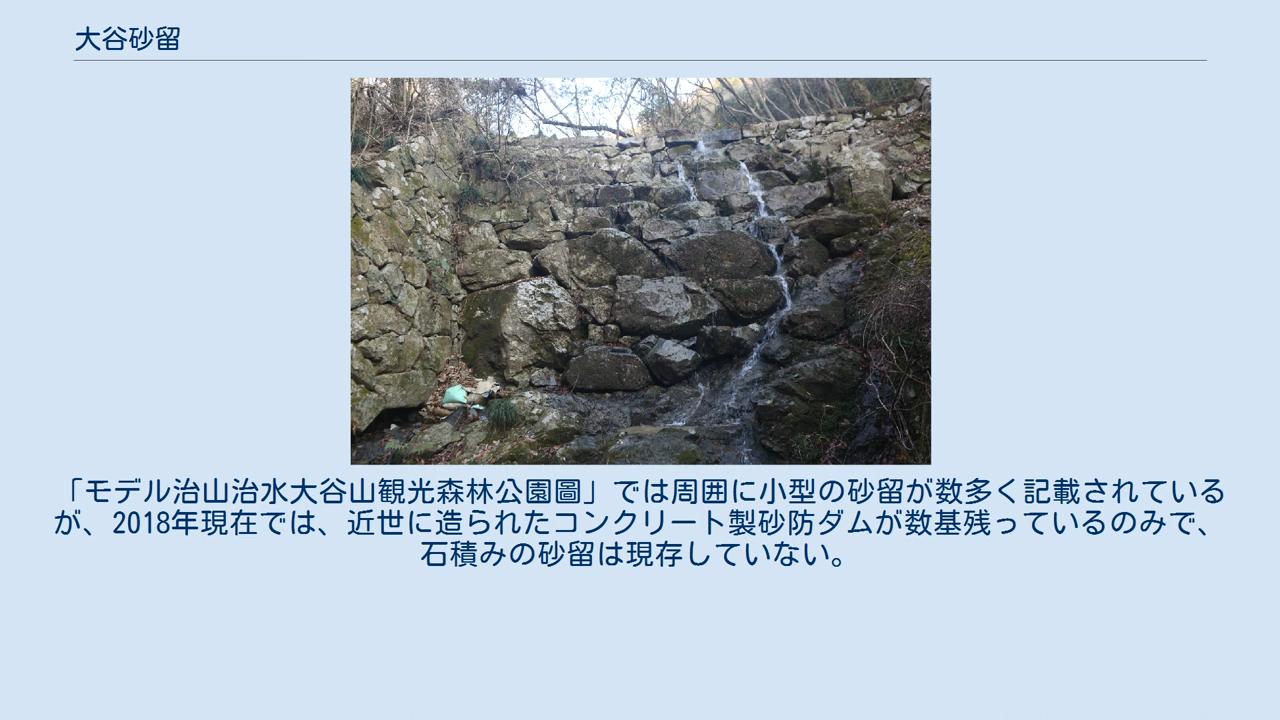 大谷砂留
「モデル治山治水大谷山観光森林公園圖」では周囲に小型の砂留が数多く記載されている
が、2018年現在では、近世に造られたコンクリート製砂防ダムが数基残っているのみで、
石積みの砂留は現存していない。